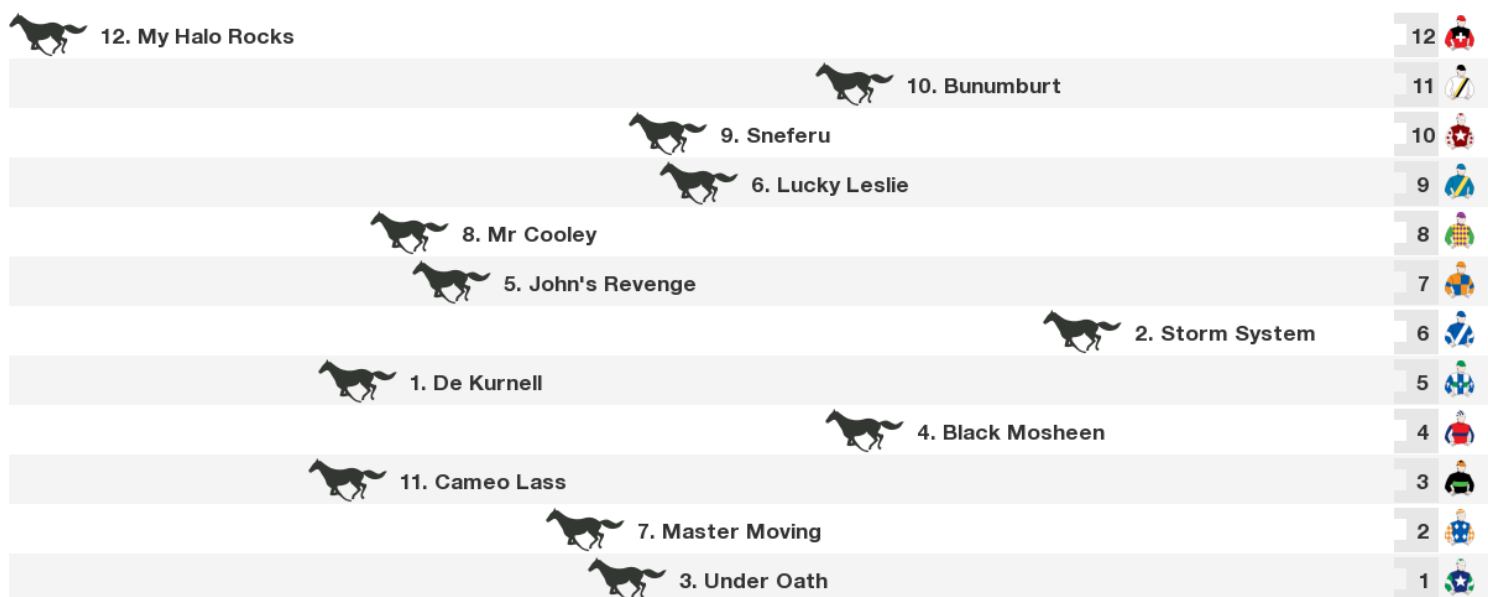 12. My Halo Rocks 12
10. Bunumburt 11
9. Sneferu 10
6. Lucky Leslie 9
8. Mr Cooley 8
5. John's Revenge 7
2. Storm System 6
1. De Kurnell 5
4. Black Mosheen 4
11. Cameo Lass 3
7. Master Moving 2
3. Under Oath 1